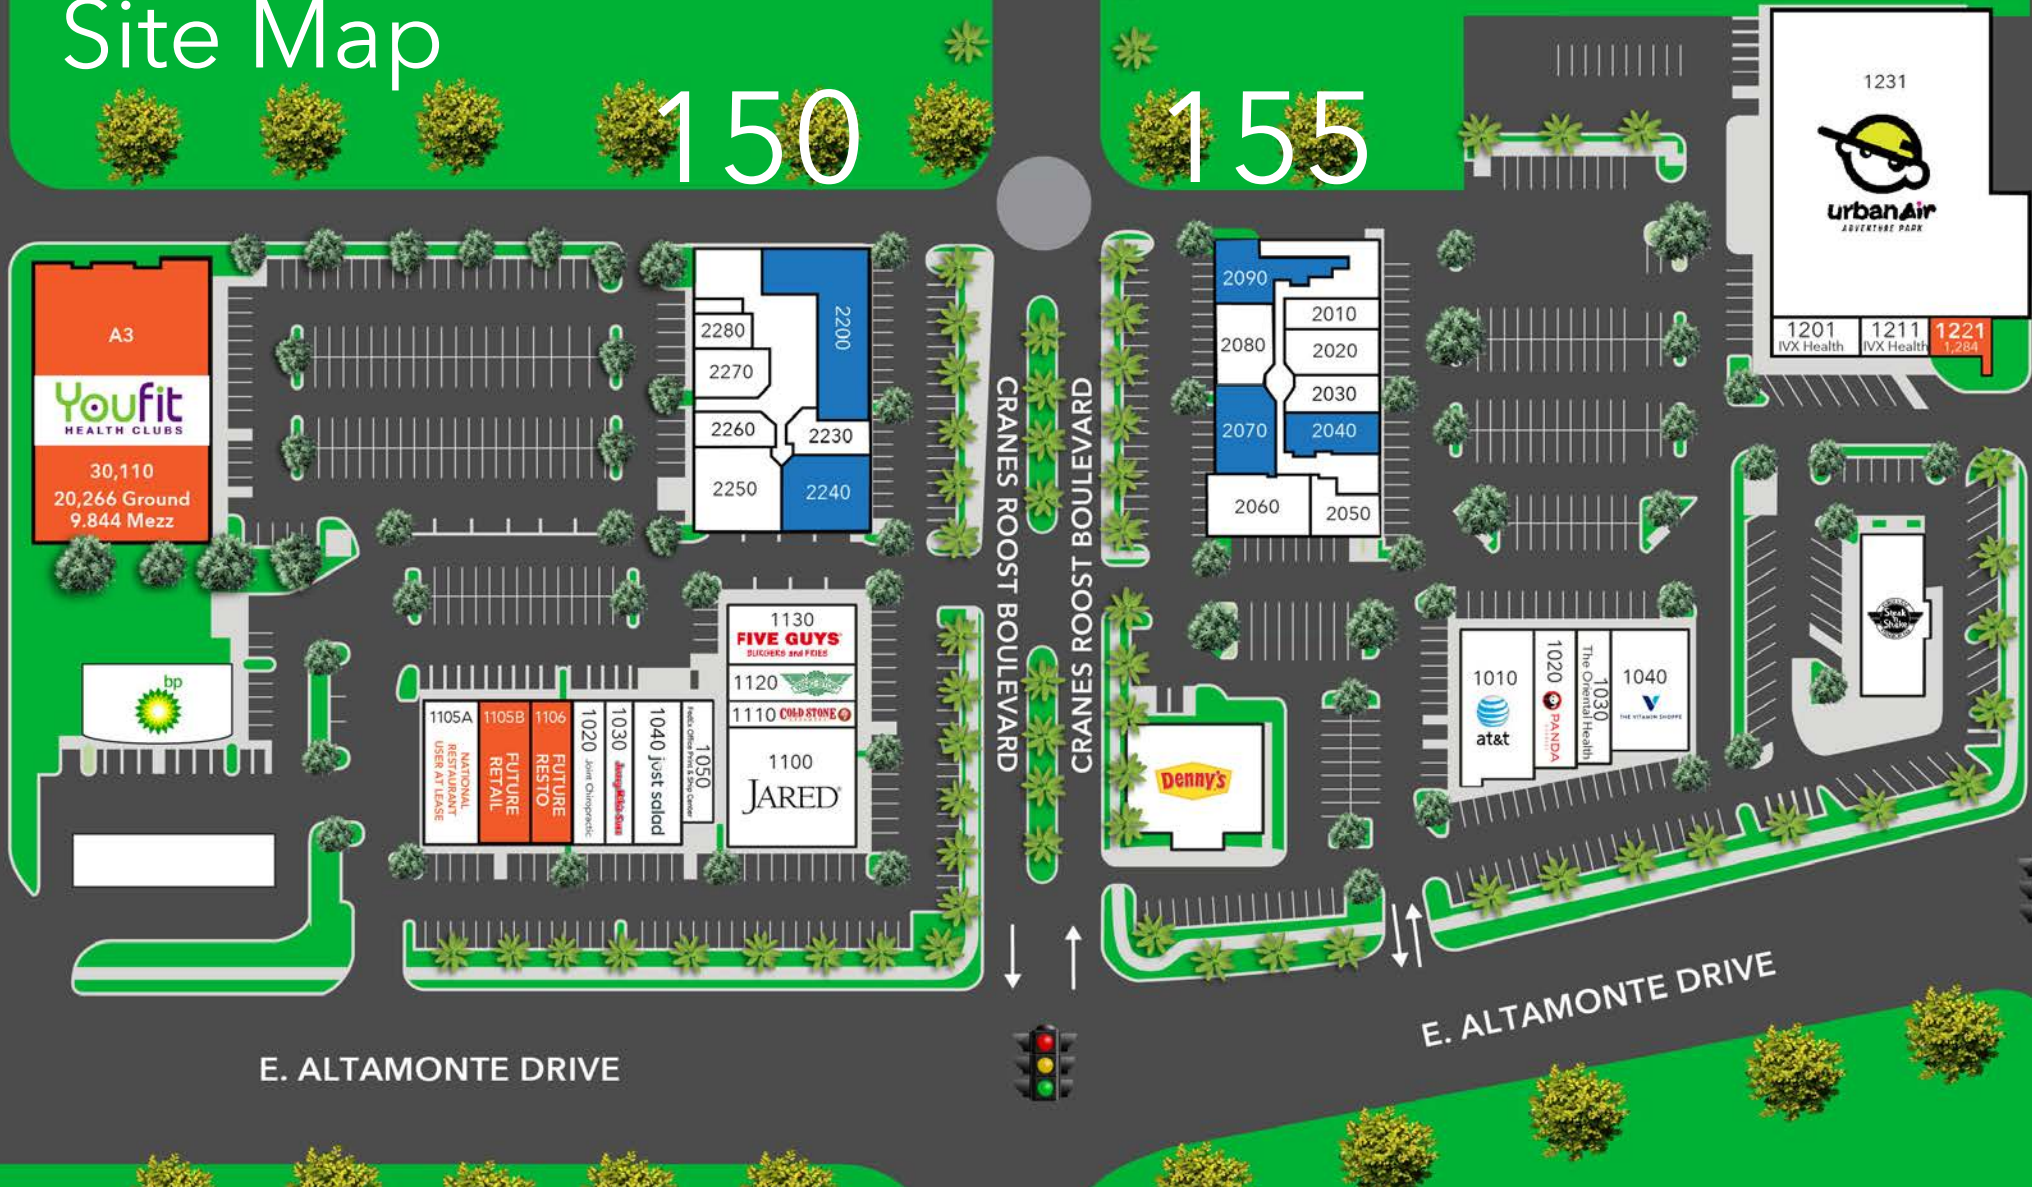 Site Map
150
155
1231
urban Air
ADVENTURE PARK
1201
IVX Health
1211
IVX Health
1221
1,284
A3
Youfit
HEALTH CLUBS
30,110
20,266 Ground
9.844 Mezz
2280
2270
2260
2250
2200
2230
2240
2090
2080
2070
2060
2010
2020
2030
2040
2050
CRANES ROOST BOULEVARD
CRANES ROOST BOULEVARD
bp
1105A
NATIONAL
RESTAURANT
USER AT LEASE
1105B
FUTURE
RETAIL
1106
FUTURE
RESTO
1020 Joint Chiropractic
1030
1040 just salad
1050
FedEx Office Print & Ship Center
1130
FIVE GUYS
BURGERS and FRIES
1120
1110 COLD STONE
1100
JARED
Denny's
1010
at&t
1020 PANDA
1030
The Oriental Health
1040
THE VITAMIN SHOPPE
Steak
n
Shake
E. ALTAMONTE DRIVE
E. ALTAMONTE DRIVE